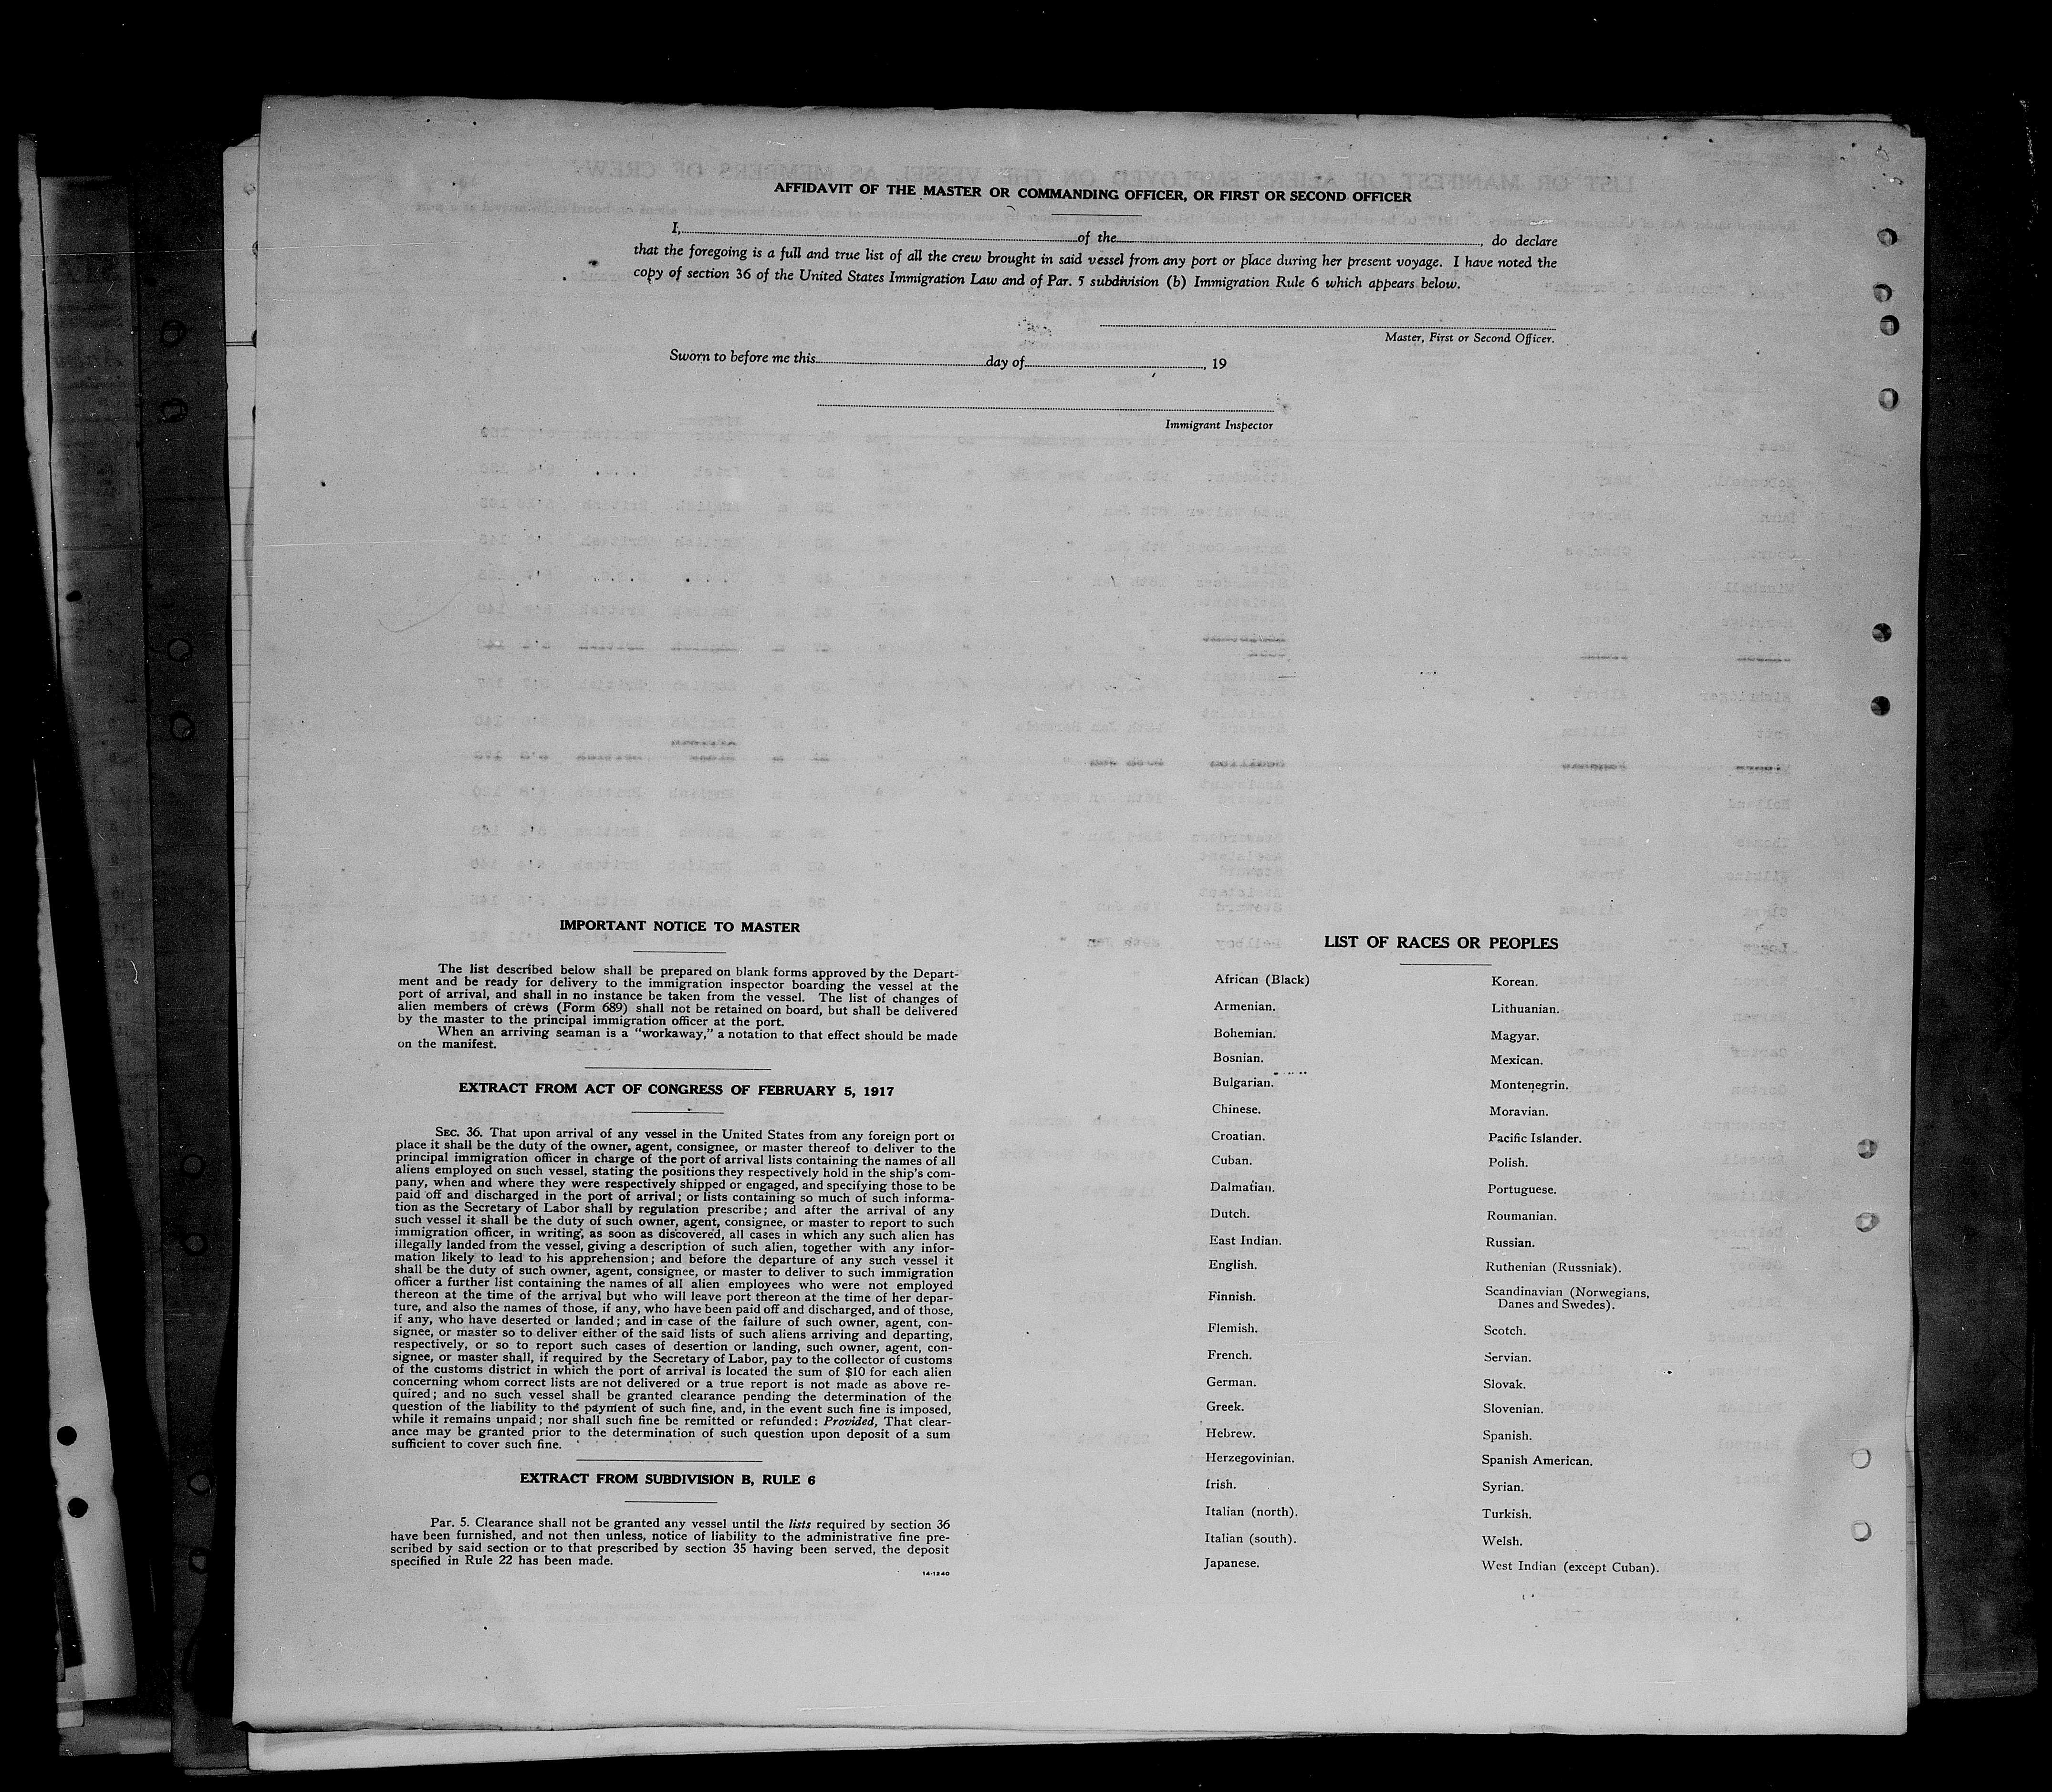 AFFIDAVIT OF THE MASTER OR COMMANDING OFFICER, OR FIRST OR SECOND OFFICER
I, of the , do declare
that the foregoing is a full and true list of all the crew brought in said vessel from any port or place during her present voyage. I have noted the
copy of section 36 of the United States Immigration Law and of Par. 5 subdivision (b) Immigration Rule 6 which appears below.
Master, First or Second Officer.
Sworn to before me this day of , 19
Immigrant Inspector
IMPORTANT NOTICE TO MASTER
The list described below shall be prepared on blank forms approved by the Depart-
ment and be ready for delivery to the immigration inspector boarding the vessel at the
port of arrival, and shall in no instance be taken from the vessel. The list of changes of
alien members of crews (Form 689) shall not be retained on board, but shall be delivered
by the master to the principal immigration officer at the port.
When an arriving seaman is a "workaway," a notation to that effect should be made
on the manifest.
EXTRACT FROM ACT OF CONGRESS OF FEBRUARY 5, 1917
SEC. 36. That upon arrival of any vessel in the United States from any foreign port or
place it shall be the duty of the owner, agent, consignee, or master thereof to deliver to the
principal immigration officer in charge of the port of arrival lists containing the names of all
aliens employed on such vessel, stating the positions they respectively hold in the ship's com-
pany, when and where they were respectively shipped or engaged, and specifying those to be
paid off and discharged in the port of arrival; or lists containing so much of such informa-
tion as the Secretary of Labor shall by regulation prescribe; and after the arrival of any
such vessel it shall be the duty of such owner, agent, consignee, or master to report to such
immigration officer, in writing, as soon as discovered, all cases in which any such alien has
illegally landed from the vessel, giving a description of such alien, together with any infor-
mation likely to lead to his apprehension; and before the departure of any such vessel it
shall be the duty of such owner, agent, consignee, or master to deliver to such immigration
officer a further list containing the names of all alien employees who were not employed
thereon at the time of the arrival but who will leave port thereon at the time of her depar-
ture, and also the names of those, if any, who have been paid off and discharged, and of those,
if any, who have deserted or landed; and in case of the failure of such owner, agent, con-
signee, or master so to deliver either of the said lists of such aliens arriving and departing,
respectively, or so to report such cases of desertion or landing, such owner, agent, con-
signee, or master shall, if required by the Secretary of Labor, pay to the collector of customs
of the customs district in which the port of arrival is located the sum of $10 for each alien
concerning whom correct lists are not delivered or a true report is not made as above re-
quired; and no such vessel shall be granted clearance pending the determination of the
question of the liability to the payment of such fine, and, in the event such fine is imposed,
while it remains unpaid; nor shall such fine be remitted or refunded: Provided, That clear-
ance may be granted prior to the determination of such question upon deposit of a sum
sufficient to cover such fine.
EXTRACT FROM SUBDIVISION B, RULE 6
Par. 5. Clearance shall not be granted any vessel until the lists required by section 36
have been furnished, and not then unless, notice of liability to the administrative fine pre-
scribed by said section or to that prescribed by section 35 having been served, the deposit
specified in Rule 22 has been made.
14-1240
LIST OF RACES OR PEOPLES
African (Black)
Armenian.
Bohemian.
Bosnian.
Bulgarian.
Chinese.
Croatian.
Cuban.
Dalmatian.
Dutch.
East Indian.
English.
Finnish.
Flemish.
French.
German.
Greek.
Hebrew.
Herzegovinian.
Irish.
Italian (north).
Italian (south).
Japanese.
Korean.
Lithuanian.
Magyar.
Mexican.
Montenegrin.
Moravian.
Pacific Islander.
Polish.
Portuguese.
Roumanian.
Russian.
Ruthenian (Russniak).
Scandinavian (Norwegians,
Danes and Swedes).
Scotch.
Servian.
Slovak.
Slovenian.
Spanish.
Spanish American.
Syrian.
Turkish.
Welsh.
West Indian (except Cuban).